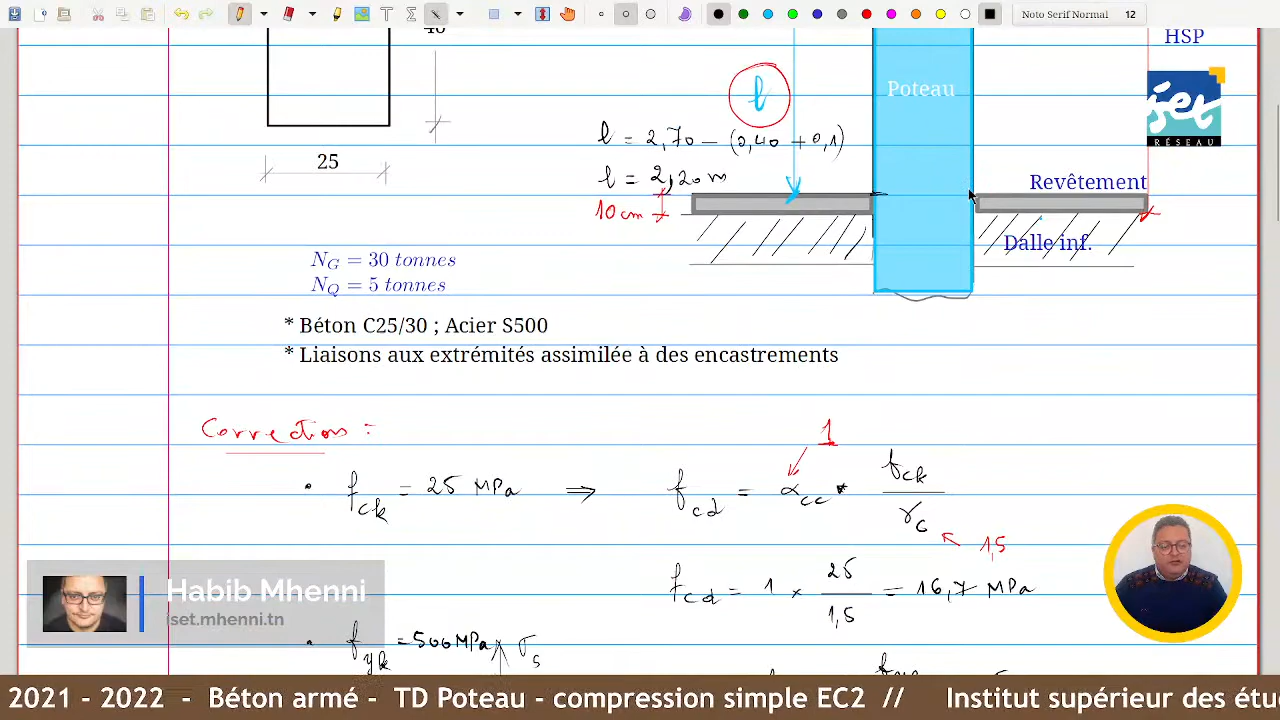 Noto Serif Normal 12
40
HSP
Poteau
iset
RÉSEAU
l
l = 2,70 - (0,40 + 0,1)
25
l = 2,20 m
Revêtement
10 cm
Dalle inf.
N_G = 30 tonnes
N_Q = 5 tonnes
* Béton C25/30 ; Acier S500
* Liaisons aux extrémités assimilée à des encastrements
Correction :
1
• f_ck = 25 MPa ⇒ f_cd = α_cc * f_ck / γ_c
1,5
f_cd = 1 × 25 / 1,5 = 16,7 MPa
Habib Mhenni
iset.mhenni.tn
• f_yk = 500 MPa σ_s
2021 - 2022 - Béton armé - TD Poteau - compression simple EC2 // Institut supérieur des étu